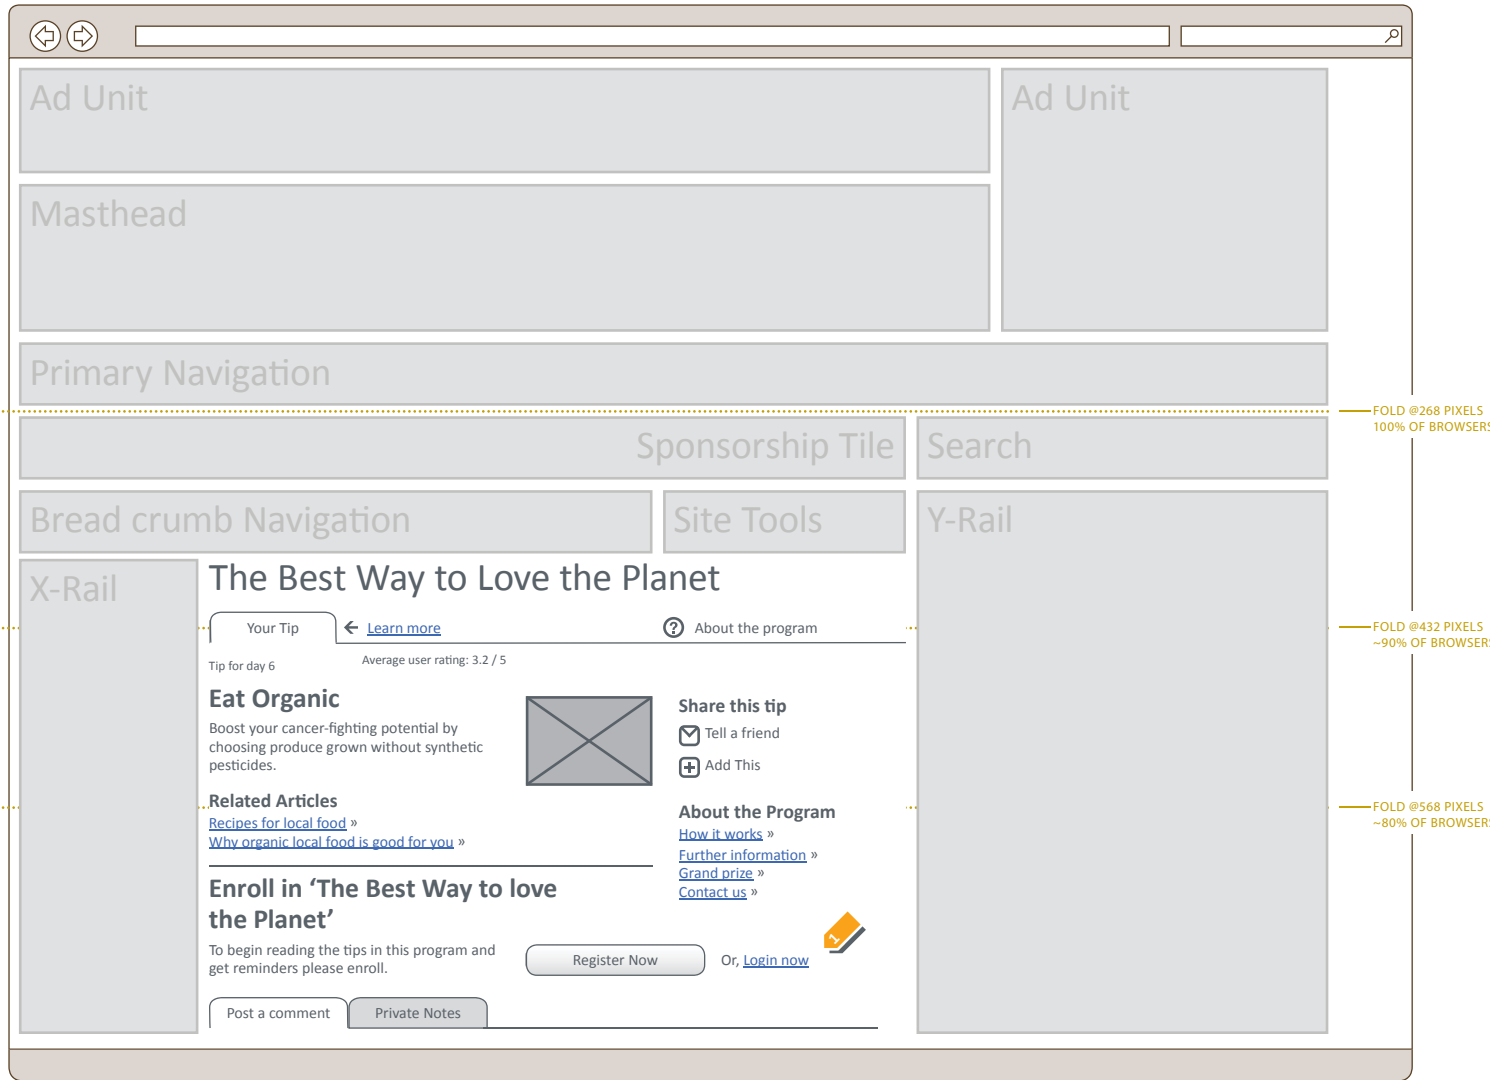 Ad Unit
Ad Unit
Masthead
Primary Navigation
FOLD @268 PIXELS
100% OF BROWSERS
Sponsorship Tile
Search
Bread crumb Navigation
Site Tools
Y-Rail
X-Rail
The Best Way to Love the Planet
Your Tip
Learn more
? About the program
FOLD @432 PIXELS
~90% OF BROWSERS
Tip for day 6
Average user rating: 3.2 / 5
Eat Organic
Boost your cancer-fighting potential by
choosing produce grown without synthetic
pesticides.
Share this tip
Tell a friend
Add This
Related Articles
Recipes for local food »
Why organic local food is good for you »
About the Program
How it works »
Further information »
Grand prize »
Contact us »
FOLD @568 PIXELS
~80% OF BROWSERS
Enroll in ‘The Best Way to love
the Planet’
To begin reading the tips in this program and
get reminders please enroll.
Register Now
Or, Login now
1
Post a comment
Private Notes